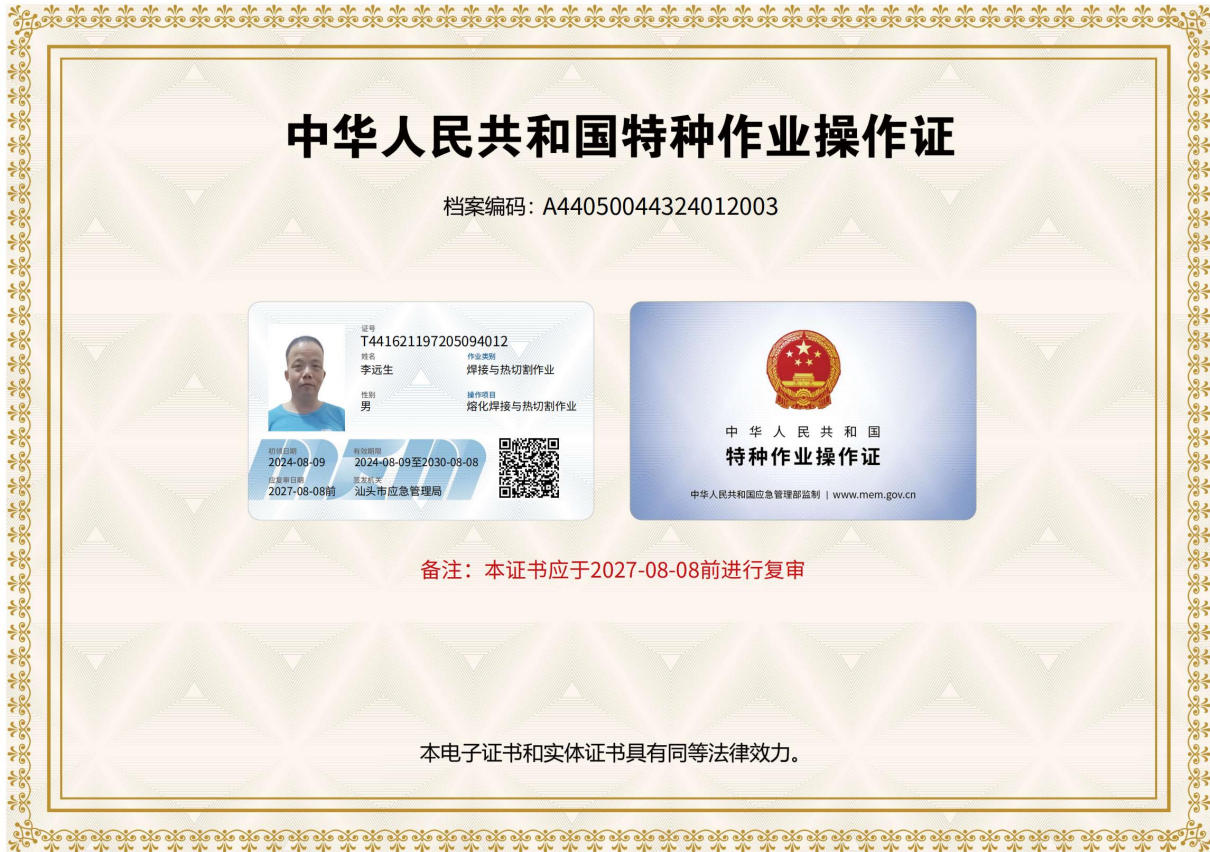 中华人民共和国特种作业操作证
档案编码：A44050044324012003
证号
T441621197205094012
姓名
李远生
作业类别
焊接与热切割作业
性别
男
操作项目
熔化焊接与热切割作业
初领日期
2024-08-09
有效期限
2024-08-09至2030-08-08
应复审日期
2027-08-08前
签发机关
汕头市应急管理局
中华人民共和国
特种作业操作证
中华人民共和国应急管理部监制 | www.mem.gov.cn
备注：本证书应于2027-08-08前进行复审
本电子证书和实体证书具有同等法律效力。